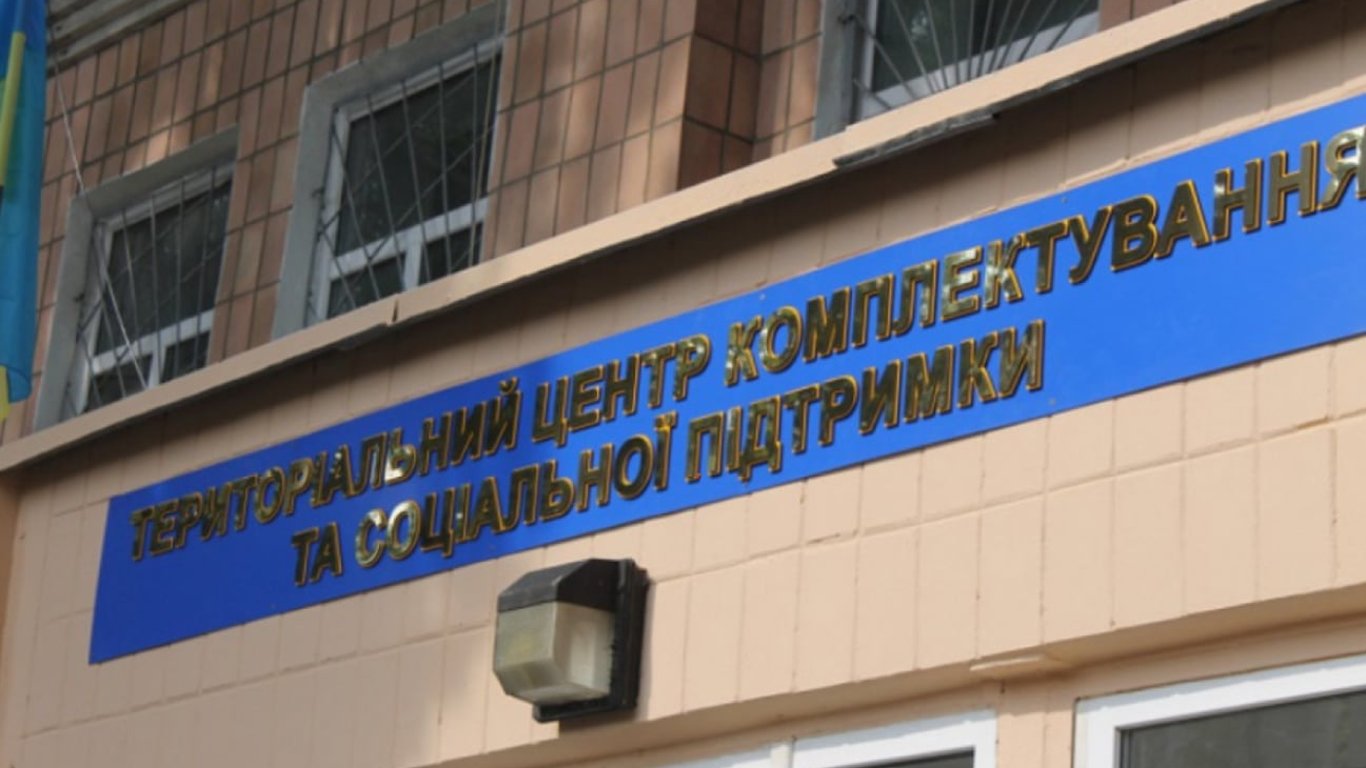 ТЕРИТОРІАЛЬНИЙ ЦЕНТР КОМПЛЕКТУВАННЯ
ТА СОЦІАЛЬНОЇ ПІДТРИМКИ